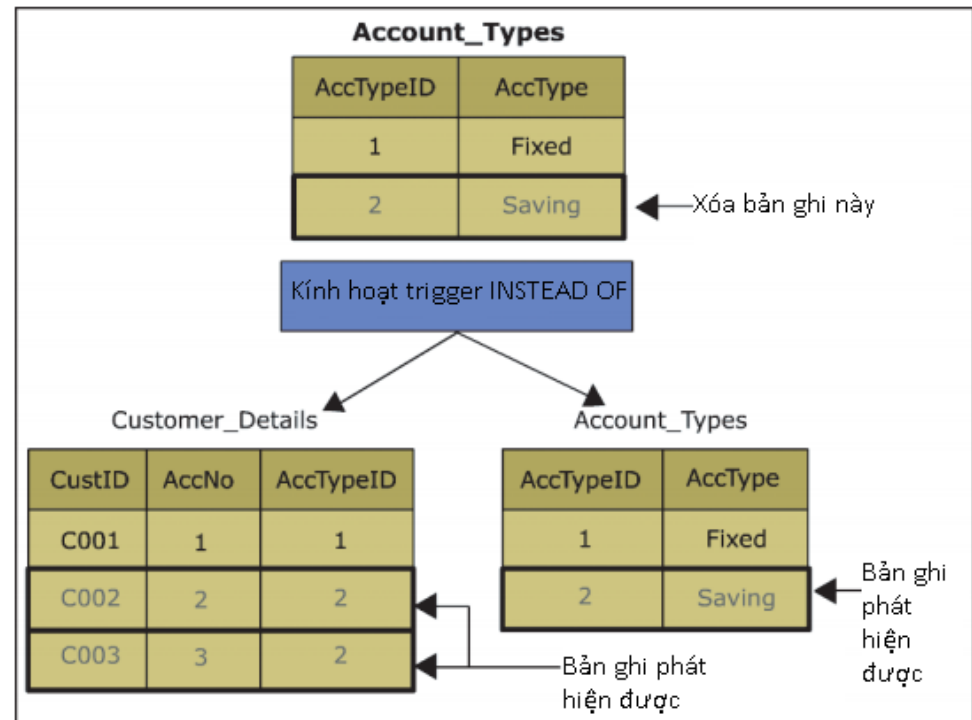 Account_Types
AccTypeID AccType
1 Fixed
2 Saving
Xóa bản ghi này
Kính hoạt trigger INSTEAD OF
Customer_Details
CustID AccNo AccTypeID
C001 1 1
C002 2 2
C003 3 2
Bản ghi phát
hiện được
Account_Types
AccTypeID AccType
1 Fixed
2 Saving
Bản ghi
phát
hiện
được